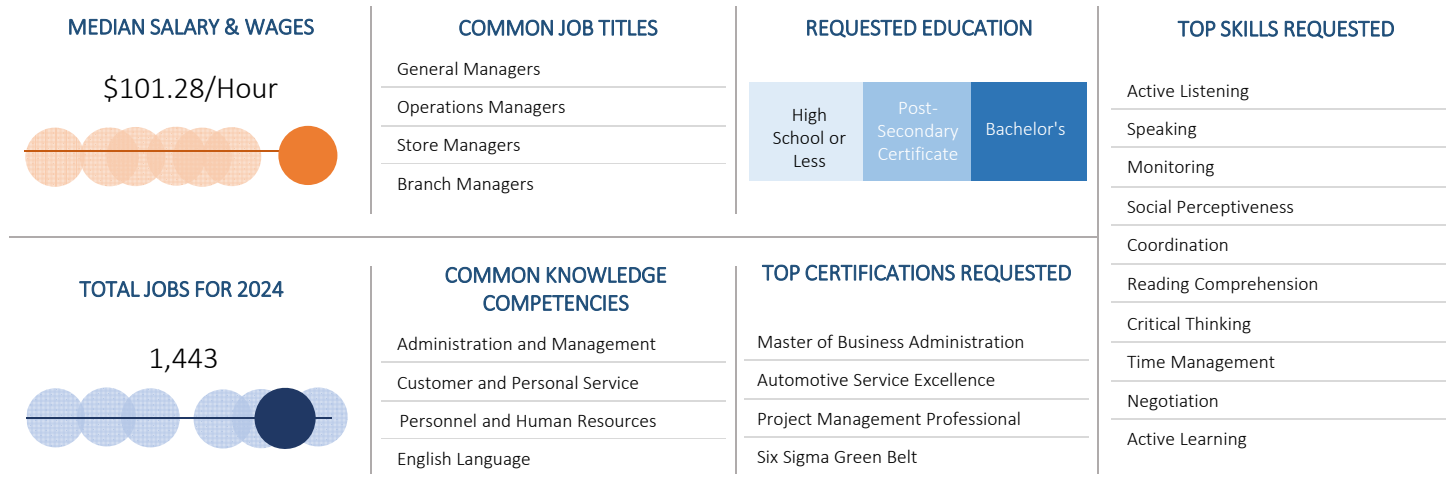 MEDIAN SALARY & WAGES
$101.28/Hour
COMMON JOB TITLES
General Managers
Operations Managers
Store Managers
Branch Managers
REQUESTED EDUCATION
High
School or
Less
Post-
Secondary
Certificate
Bachelor's
TOP SKILLS REQUESTED
Active Listening
Speaking
Monitoring
Social Perceptiveness
Coordination
Reading Comprehension
Critical Thinking
Time Management
Negotiation
Active Learning
TOTAL JOBS FOR 2024
1,443
COMMON KNOWLEDGE
COMPETENCIES
Administration and Management
Customer and Personal Service
Personnel and Human Resources
English Language
TOP CERTIFICATIONS REQUESTED
Master of Business Administration
Automotive Service Excellence
Project Management Professional
Six Sigma Green Belt